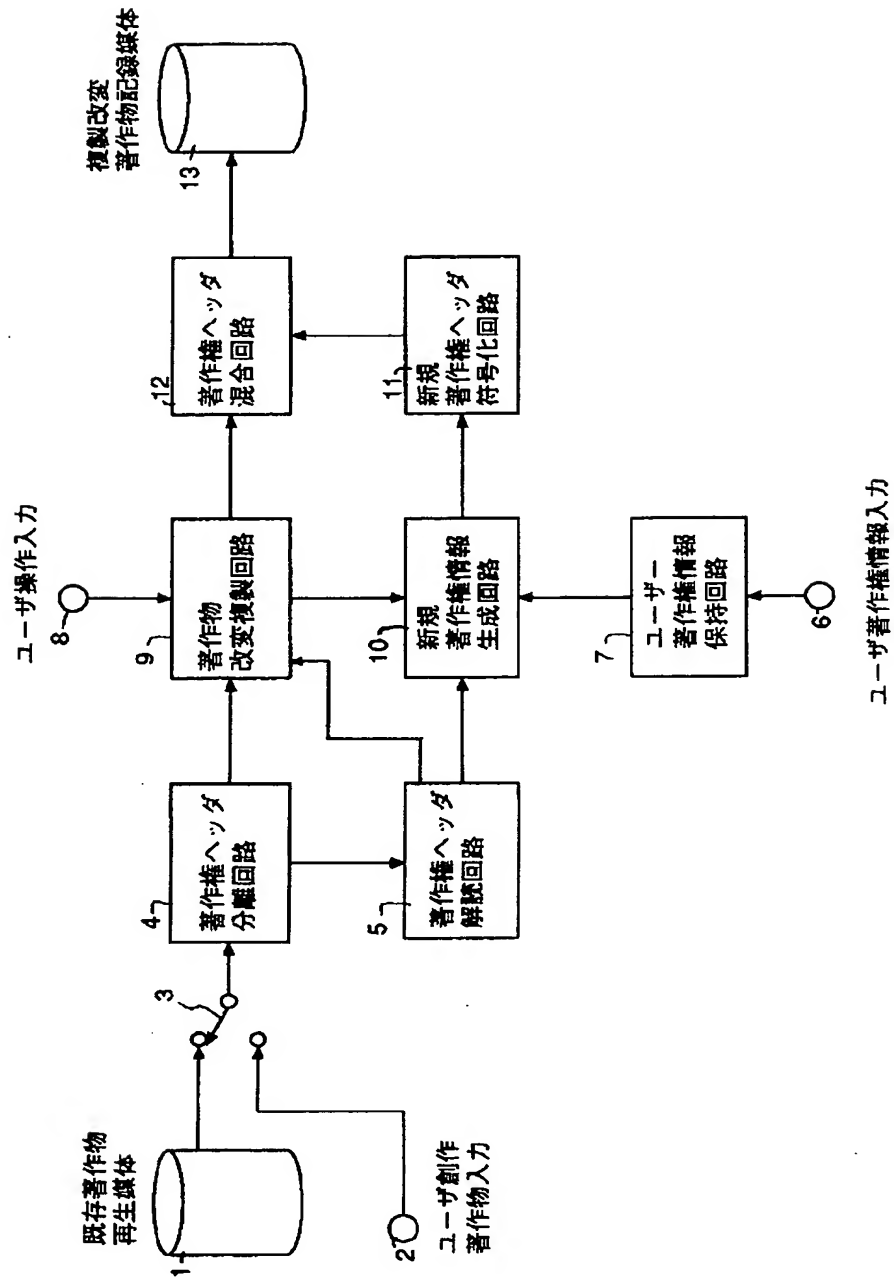 既存著作物
再生媒体
1
2
ユーザ創作
著作物入力
3
4
著作権ヘッダ
分離回路
5
著作権ヘッダ
解読回路
ユーザ操作入力
8
9
著作物
改変複製回路
10
新規
著作権情報
生成回路
7
ユーザー
著作権情報
保持回路
6
ユーザ著作権情報入力
12
著作権ヘッダ
混合回路
11
新規
著作権ヘッダ
符号化回路
複製改変
著作物記録媒体
13